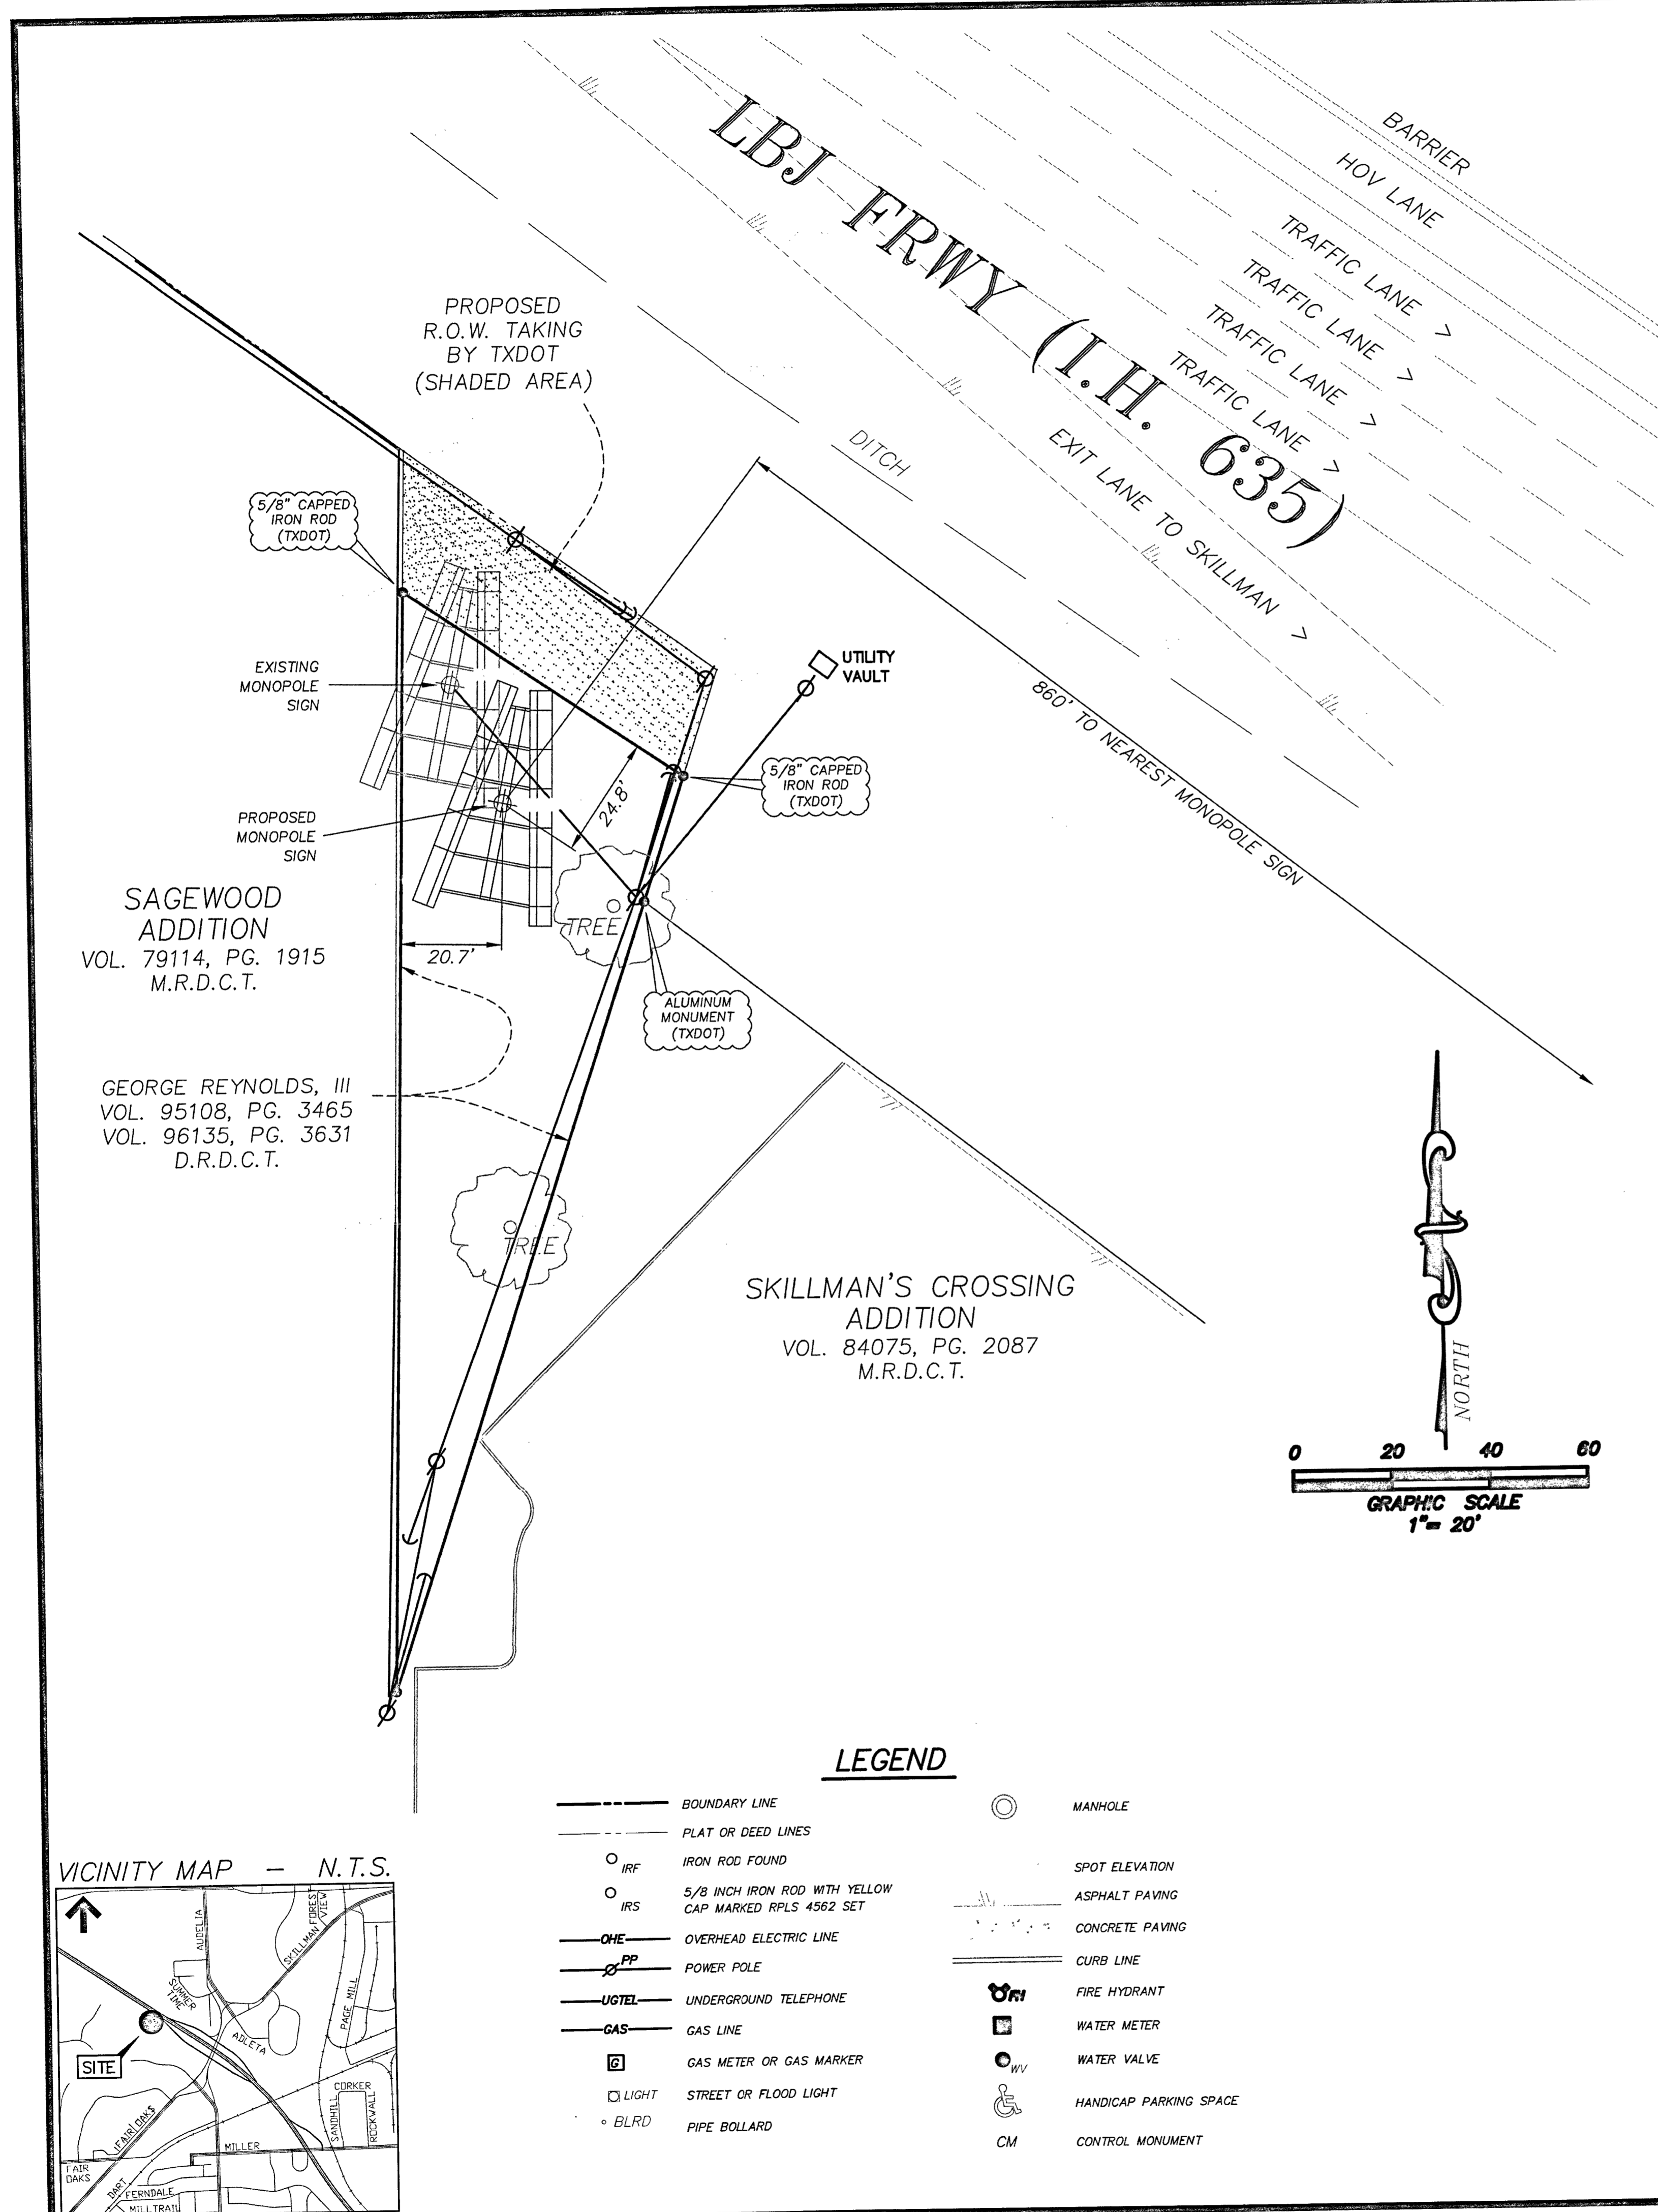 BARRIER
HOV LANE
TRAFFIC LANE >
TRAFFIC LANE >
TRAFFIC LANE >
TRAFFIC LANE >
EXIT LANE TO SKILLMAN >
LBJ FRWY (I.H. 635)
DITCH
PROPOSED
R.O.W. TAKING
BY TXDOT
(SHADED AREA)
5/8" CAPPED
IRON ROD
(TXDOT)
EXISTING
MONOPOLE
SIGN
UTILITY
VAULT
860' TO NEAREST MONOPOLE SIGN
5/8" CAPPED
IRON ROD
(TXDOT)
24.8'
PROPOSED
MONOPOLE
SIGN
SAGEWOOD
ADDITION
VOL. 79114, PG. 1915
M.R.D.C.T.
TREE
20.7'
ALUMINUM
MONUMENT
(TXDOT)
GEORGE REYNOLDS, III
VOL. 95108, PG. 3465
VOL. 96135, PG. 3631
D.R.D.C.T.
TREE
SKILLMAN'S CROSSING
ADDITION
VOL. 84075, PG. 2087
M.R.D.C.T.
NORTH
0 20 40 60
GRAPHIC SCALE
1"= 20'
LEGEND
BOUNDARY LINE
PLAT OR DEED LINES
IRF IRON ROD FOUND
IRS 5/8 INCH IRON ROD WITH YELLOW
CAP MARKED RPLS 4562 SET
OHE OVERHEAD ELECTRIC LINE
PP POWER POLE
UGTEL UNDERGROUND TELEPHONE
GAS GAS LINE
G GAS METER OR GAS MARKER
LIGHT STREET OR FLOOD LIGHT
BLRD PIPE BOLLARD
MANHOLE
SPOT ELEVATION
ASPHALT PAVING
CONCRETE PAVING
CURB LINE
FH FIRE HYDRANT
WATER METER
WV WATER VALVE
HANDICAP PARKING SPACE
CM CONTROL MONUMENT
VICINITY MAP - N.T.S.
AUDELIA
SKILLMAN
FOREST
VIEW
SUMMER
TIME
PAGE MILL
ADLETA
SITE
CORKER
SANDHILL
ROCKWALL
FAIR OAKS
MILLER
FAIR
OAKS
DART
FERNDALE
MILLTRAIL